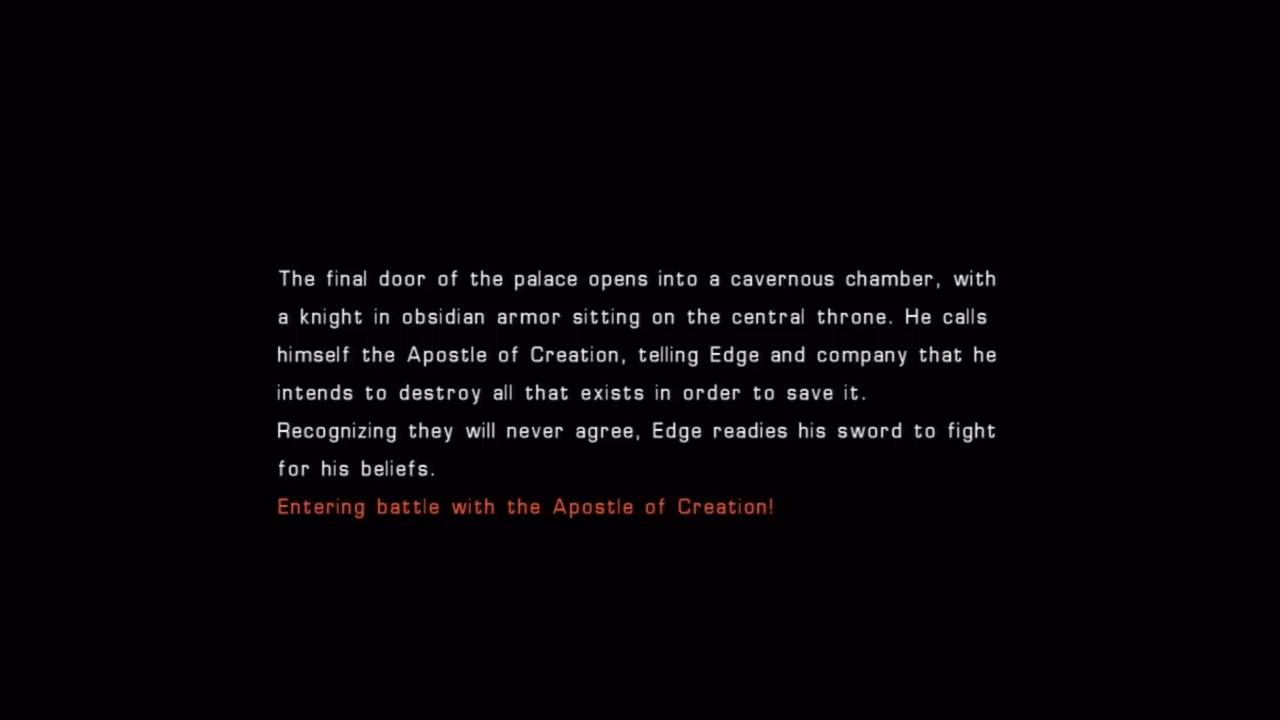 The final door of the palace opens into a cavernous chamber, with
a knight in obsidian armor sitting on the central throne. He calls
himself the Apostle of Creation, telling Edge and company that he
intends to destroy all that exists in order to save it.
Recognizing they will never agree, Edge readies his sword to fight
for his beliefs.
Entering battle with the Apostle of Creation!